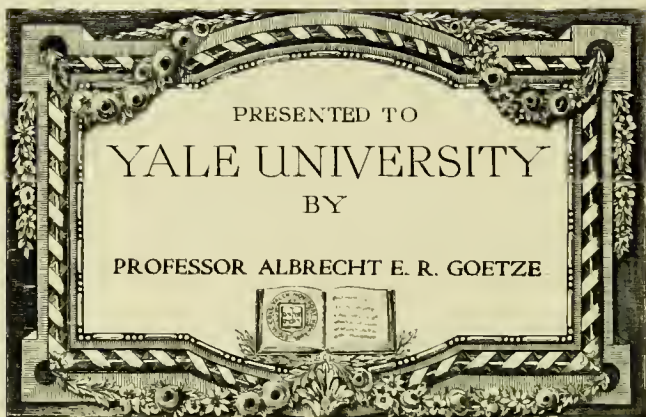 PRESENTED TO
YALE UNIVERSITY
BY
PROFESSOR ALBRECHT E. R. GOETZE